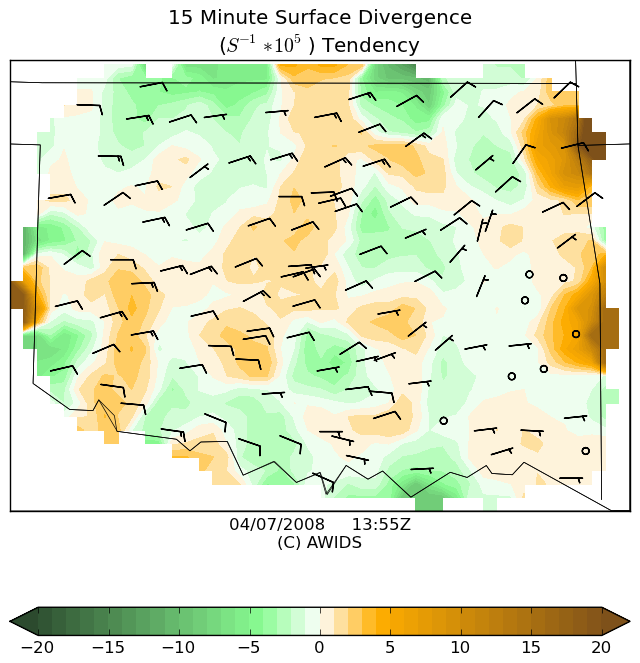 15 Minute Surface Divergence
(S⁻¹ * 10⁵ ) Tendency
04/07/2008 13:55Z
(C) AWIDS
−20 −15 −10 −5 0 5 10 15 20